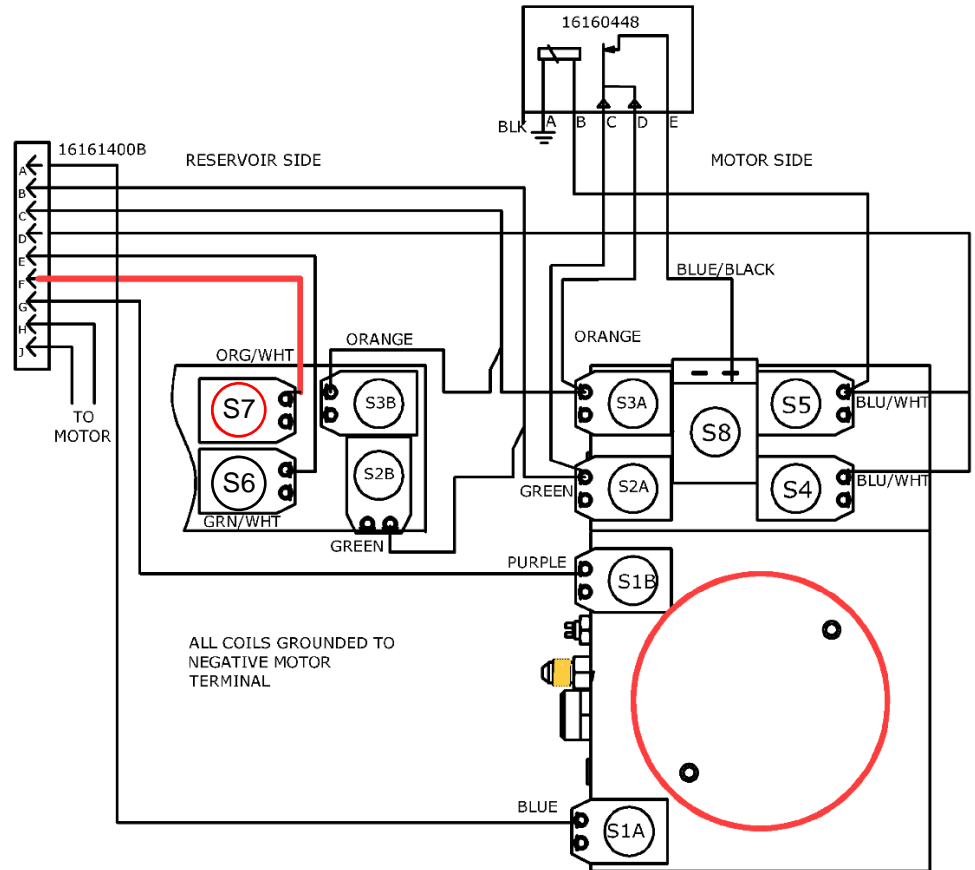 16160448
BLK
A
B
C
D
E
16161400B
RESERVOIR SIDE
MOTOR SIDE
A
B
C
D
E
F
G
H
J
BLUE/BLACK
ORANGE
ORANGE
ORG/WHT
TO
MOTOR
S7
S3B
S3A
S8
S5
BLU/WHT
S6
S2B
S2A
S4
BLU/WHT
GREEN
GRN/WHT
GREEN
PURPLE
S1B
ALL COILS GROUNDED TO
NEGATIVE MOTOR
TERMINAL
BLUE
S1A